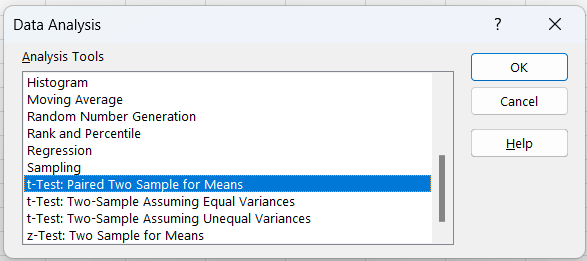 Data Analysis
?
Analysis Tools
Histogram
Moving Average
Random Number Generation
Rank and Percentile
Regression
Sampling
t-Test: Paired Two Sample for Means
t-Test: Two-Sample Assuming Equal Variances
t-Test: Two-Sample Assuming Unequal Variances
z-Test: Two Sample for Means
OK
Cancel
Help